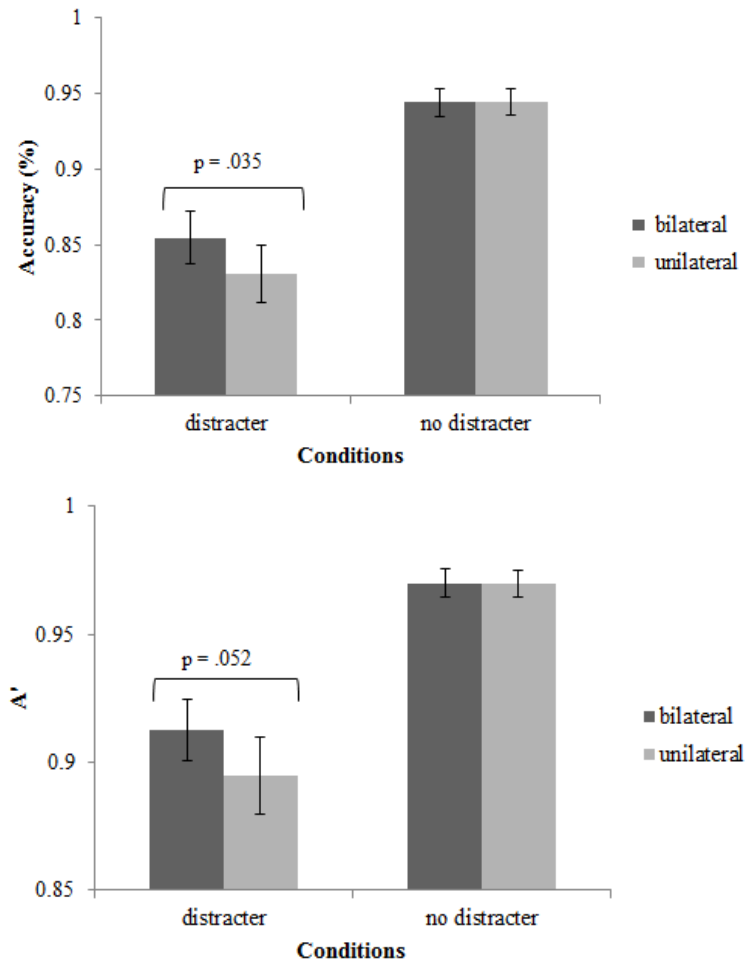 1
0.95
0.9
0.85
0.8
0.75
Accuracy (%)
p = .035
distracter
no distracter
Conditions
bilateral
unilateral
1
0.95
0.9
0.85
A'
p = .052
distracter
no distracter
Conditions
bilateral
unilateral